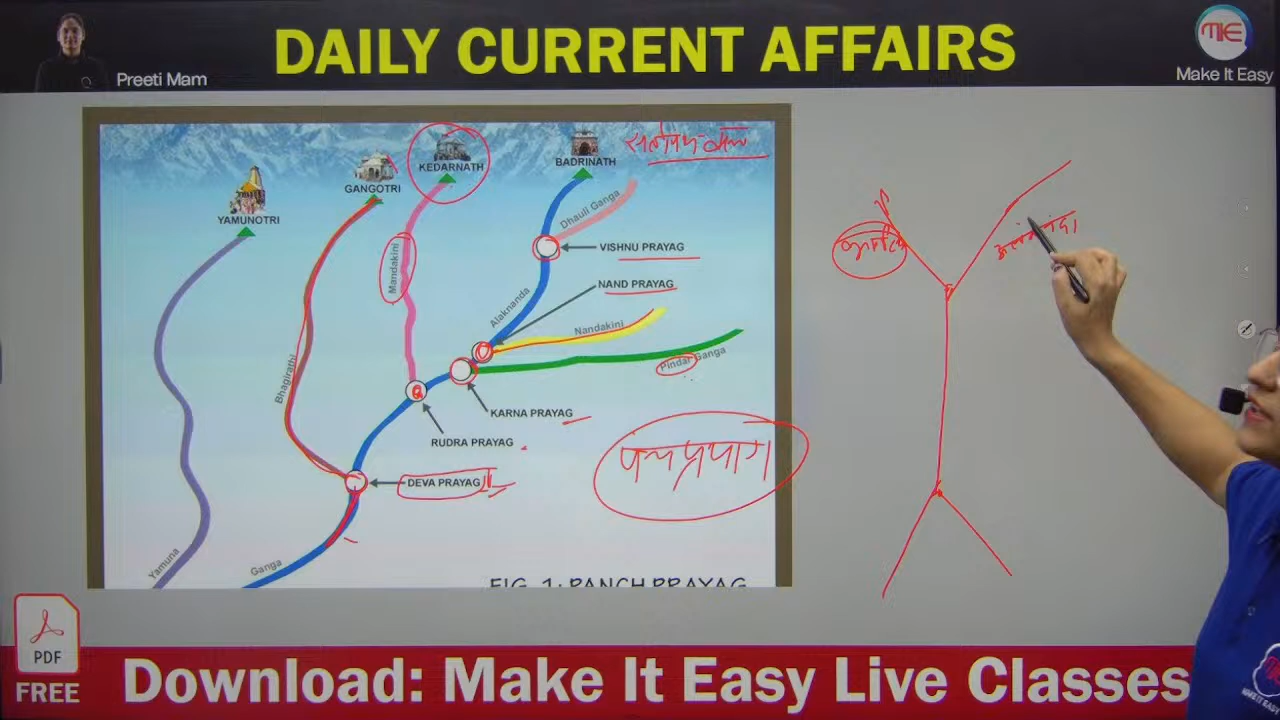 DAILY CURRENT AFFAIRS
Preeti Mam
MIE
Make It Easy
YAMUNOTRI
GANGOTRI
KEDARNATH
BADRINATH
Dhauli Ganga
VISHNU PRAYAG
Mandakini
NAND PRAYAG
Alaknanda
Nandakini
Pindar Ganga
Bhagirathi
KARNA PRAYAG
RUDRA PRAYAG
पंच प्रयाग
DEVA PRAYAG
Yamuna
Ganga
FIG. 1: PANCH PRAYAG
PDF
FREE
Download: Make It Easy Live Classes